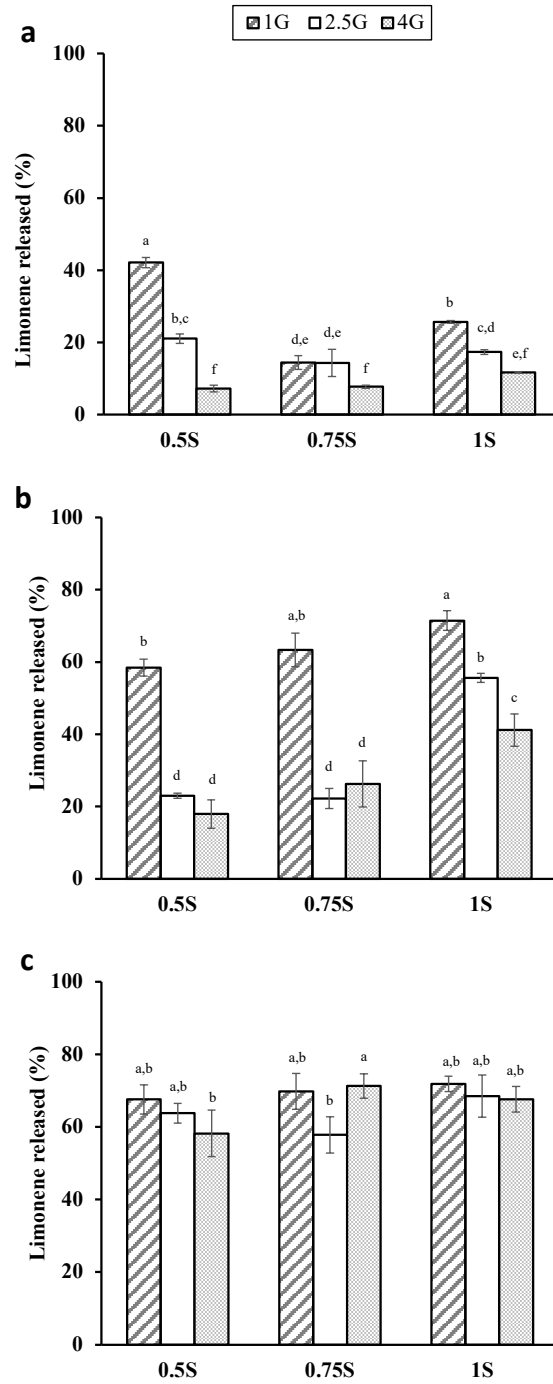 a
1G 2.5G 4G
Limonene released (%)
100
80
60
40
20
0
a
b,c
f
d,e
d,e
f
b
c,d
e,f
0.5S 0.75S 1S
b
Limonene released (%)
100
80
60
40
20
0
b
d
d
a,b
d
d
a
b
c
0.5S 0.75S 1S
c
Limonene released (%)
100
80
60
40
20
0
a,b
a,b
b
a,b
b
a
a,b
a,b
a,b
0.5S 0.75S 1S